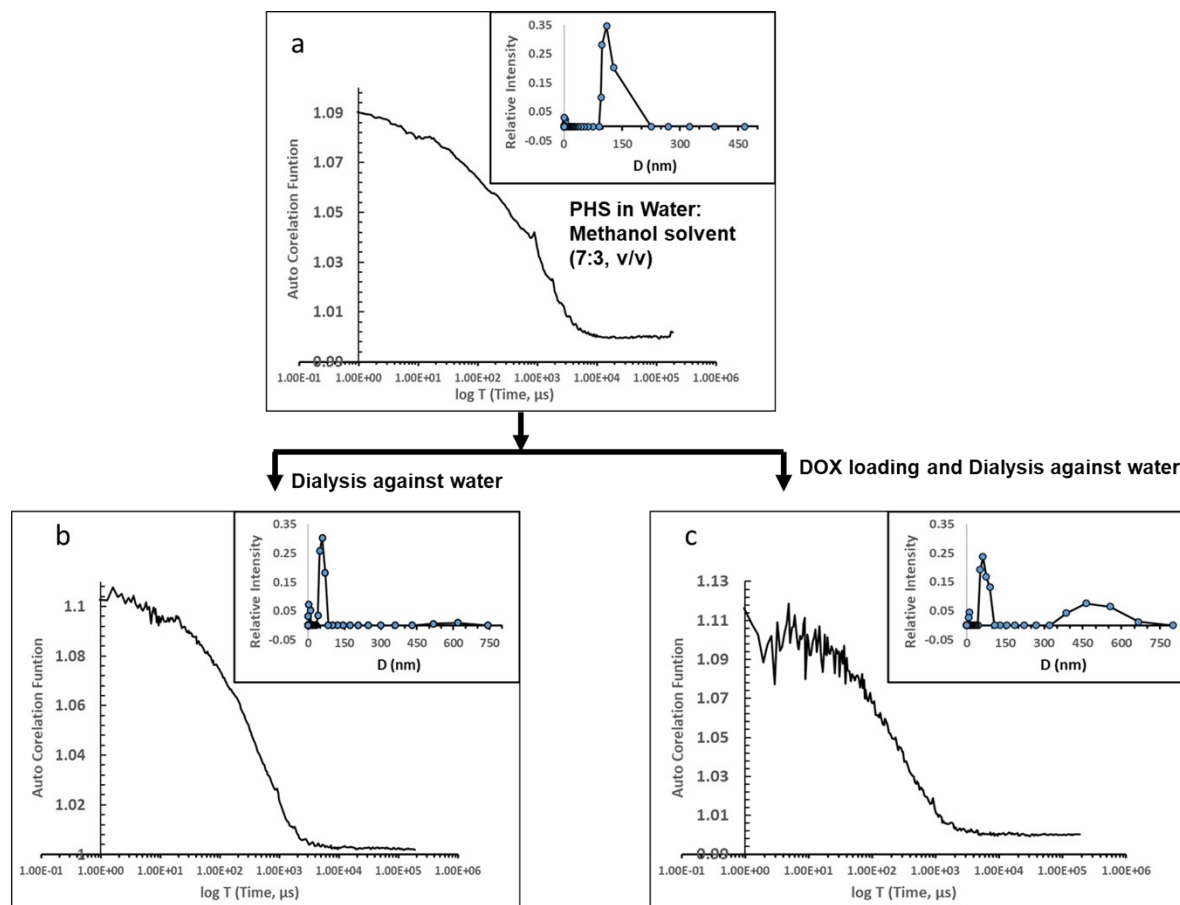 a
0.35
0.25
0.15
0.05
-0.05
Relative Intensity
0 150 300 450
D (nm)
1.09
1.07
1.05
1.03
1.01
0.99
Auto Corelation Funtion
1.00E-01 1.00E+00 1.00E+01 1.00E+02 1.00E+03 1.00E+04 1.00E+05 1.00E+06
log T (Time, µs)
PHS in Water:
Methanol solvent
(7:3, v/v)
Dialysis against water
DOX loading and Dialysis against water
b
0.35
0.25
0.15
0.05
-0.05
Relative Intensity
0 150 300 450 600 750
D (nm)
1.1
1.08
1.06
1.04
1.02
1
Auto Corelation Funtion
1.00E-01 1.00E+00 1.00E+01 1.00E+02 1.00E+03 1.00E+04 1.00E+05 1.00E+06
log T (Time, µs)
c
0.35
0.25
0.15
0.05
-0.05
Relative Intensity
0 200 400 600 800
D (nm)
1.13
1.11
1.09
1.07
1.05
1.03
1.01
0.99
Auto Corelation Funtion
1.00E-01 1.00E+00 1.00E+01 1.00E+02 1.00E+03 1.00E+04 1.00E+05 1.00E+06
log T (Time, µs)